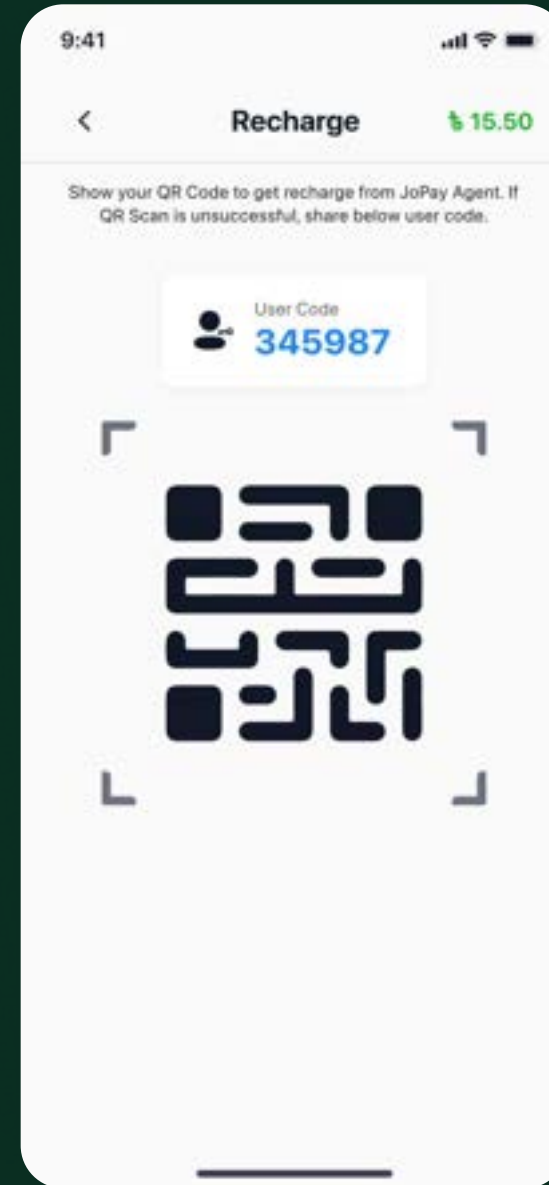 9:41
Recharge
৳ 15.50
Show your QR Code to get recharge from JoPay Agent. If
QR Scan is unsuccessful, share below user code.
User Code
345987